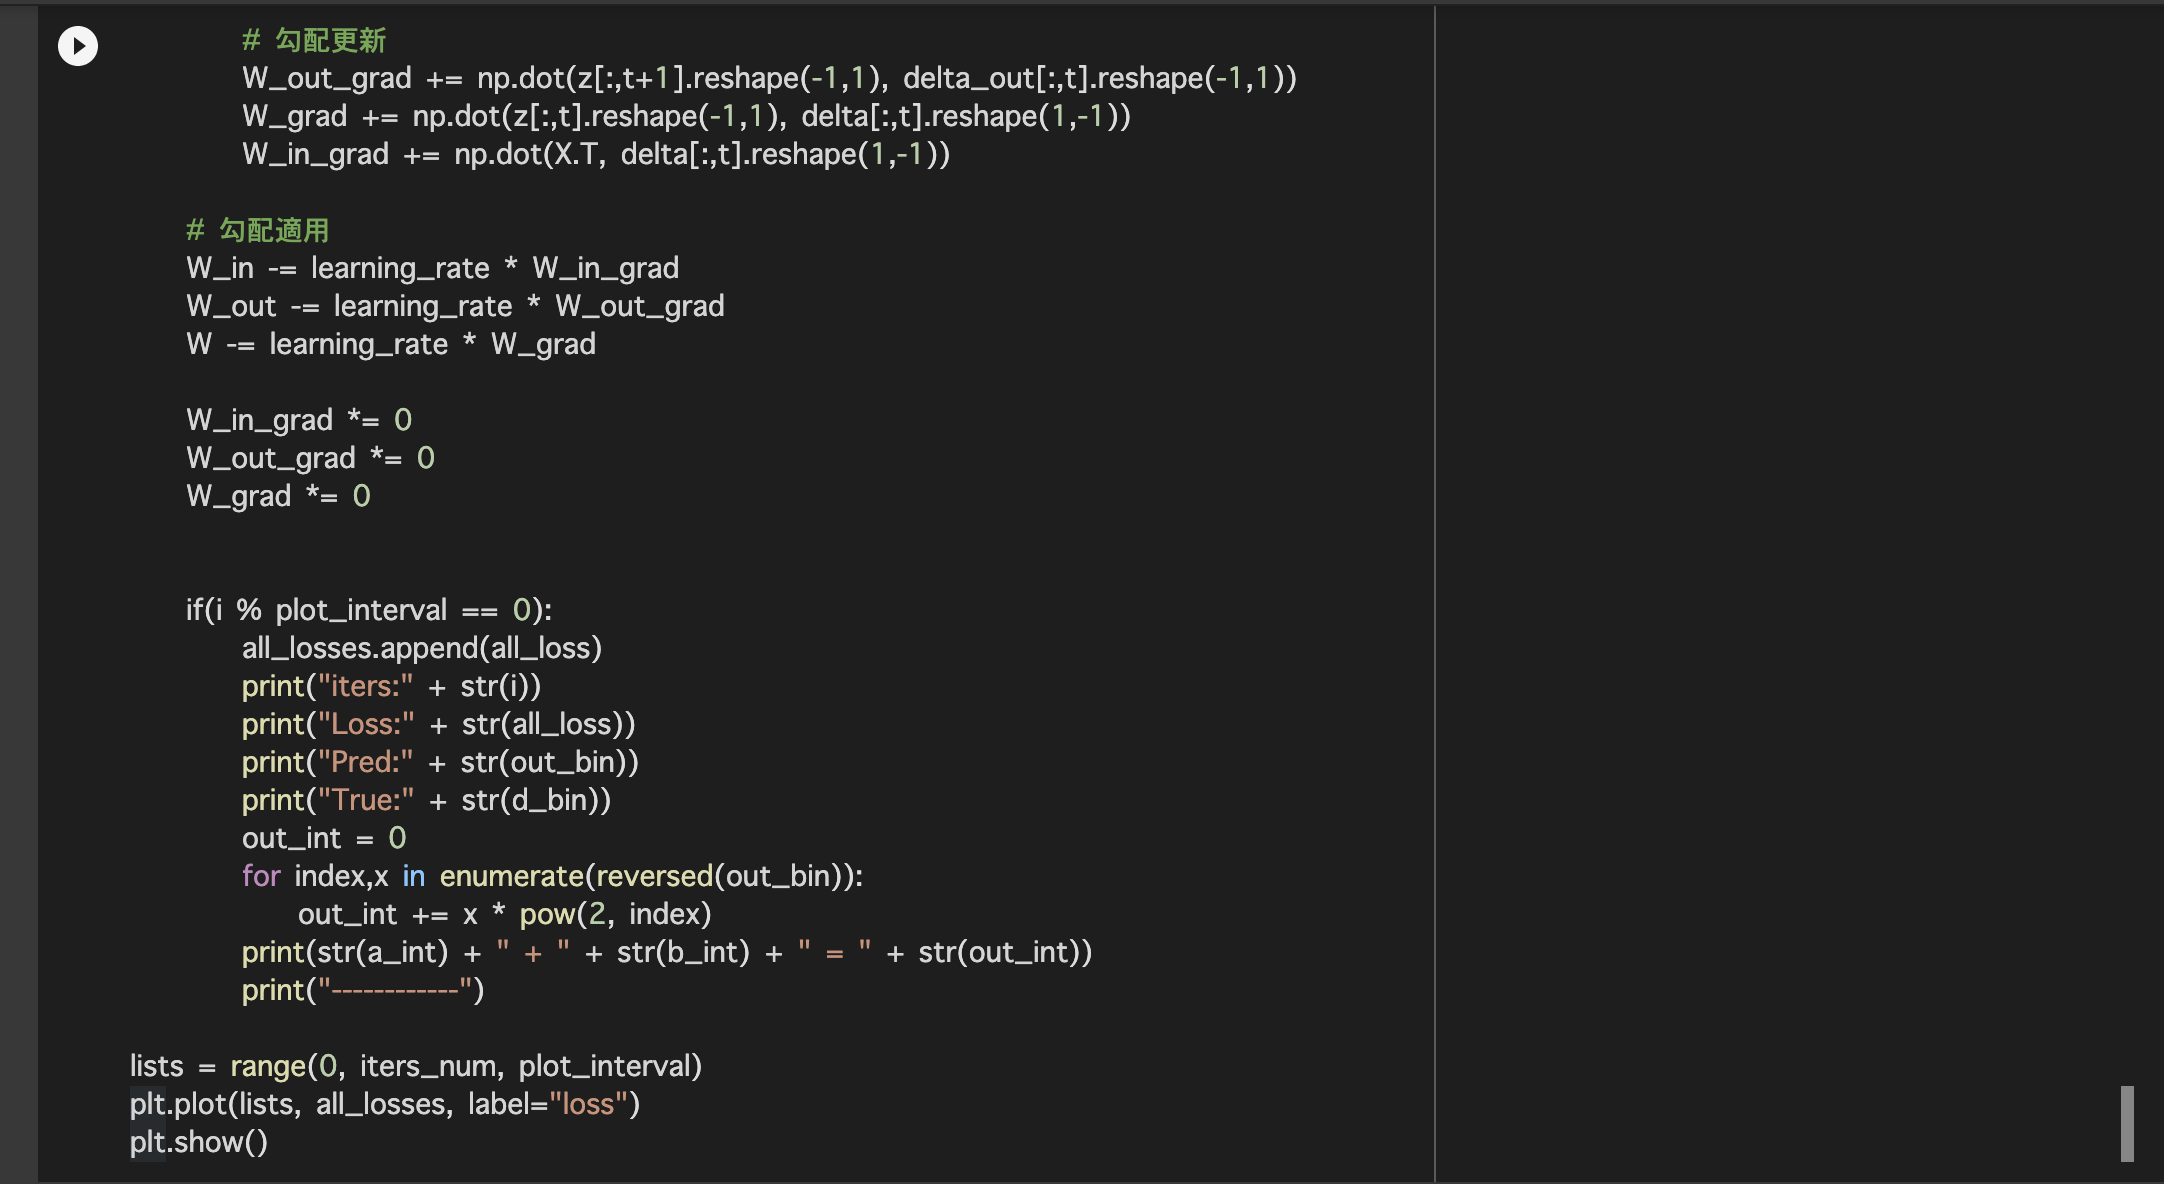 # 勾配更新
W_out_grad += np.dot(z[:,t+1].reshape(-1,1), delta_out[:,t].reshape(-1,1))
W_grad += np.dot(z[:,t].reshape(-1,1), delta[:,t].reshape(1,-1))
W_in_grad += np.dot(X.T, delta[:,t].reshape(1,-1))
# 勾配適用
W_in -= learning_rate * W_in_grad
W_out -= learning_rate * W_out_grad
W -= learning_rate * W_grad
W_in_grad *= 0
W_out_grad *= 0
W_grad *= 0
if(i % plot_interval == 0):
all_losses.append(all_loss)
print("iters:" + str(i))
print("Loss:" + str(all_loss))
print("Pred:" + str(out_bin))
print("True:" + str(d_bin))
out_int = 0
for index,x in enumerate(reversed(out_bin)):
out_int += x * pow(2, index)
print(str(a_int) + " + " + str(b_int) + " = " + str(out_int))
print("------------")
lists = range(0, iters_num, plot_interval)
plt.plot(lists, all_losses, label="loss")
plt.show()